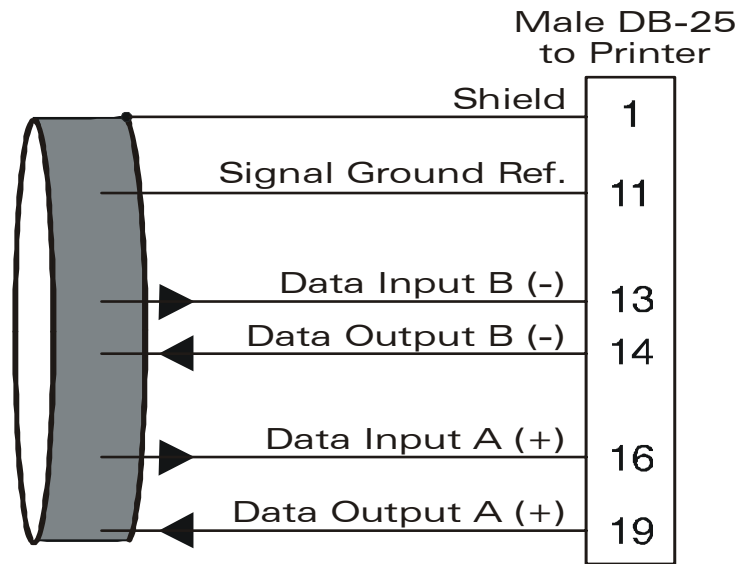 Male DB-25
to Printer
Shield 1
Signal Ground Ref. 11
Data Input B (-) 13
Data Output B (-) 14
Data Input A (+) 16
Data Output A (+) 19